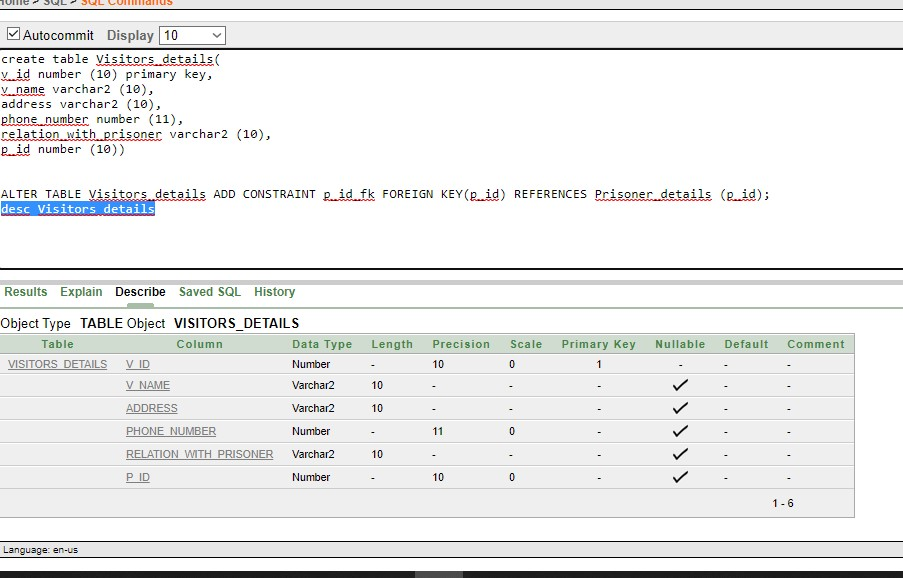 Home > SQL > SQL Commands
Autocommit Display 10
create table Visitors_details(
v_id number (10) primary key,
v_name varchar2 (10),
address varchar2 (10),
phone_number number (11),
relation_with_prisoner varchar2 (10),
p_id number (10))
ALTER TABLE Visitors_details ADD CONSTRAINT p_id_fk FOREIGN KEY(p_id) REFERENCES Prisoner_details (p_id);
desc Visitors_details
Results Explain Describe Saved SQL History
Object Type TABLE Object VISITORS_DETAILS
Table Column Data Type Length Precision Scale Primary Key Nullable Default Comment
VISITORS_DETAILS V_ID Number - 10 0 1 - - -
V_NAME Varchar2 10 - - - ✓ - -
ADDRESS Varchar2 10 - - - ✓ - -
PHONE_NUMBER Number - 11 0 - ✓ - -
RELATION_WITH_PRISONER Varchar2 10 - - - ✓ - -
P_ID Number - 10 0 - ✓ - -
1 - 6
Language: en-us